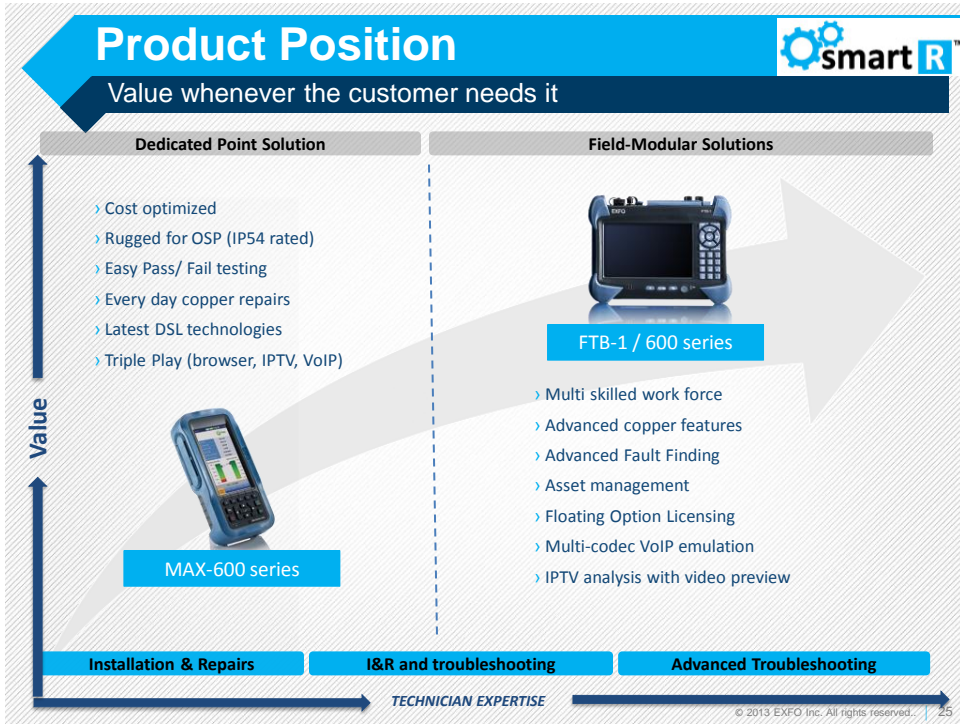 Product Position
smart R™
Value whenever the customer needs it
Dedicated Point Solution
Field-Modular Solutions
› Cost optimized
› Rugged for OSP (IP54 rated)
› Easy Pass/ Fail testing
› Every day copper repairs
› Latest DSL technologies
› Triple Play (browser, IPTV, VoIP)
EXFO
FTB-1
FTB-1 / 600 series
› Multi skilled work force
› Advanced copper features
› Advanced Fault Finding
› Asset management
› Floating Option Licensing
› Multi-codec VoIP emulation
› IPTV analysis with video preview
Value
MAX-600 series
Installation & Repairs
I&R and troubleshooting
Advanced Troubleshooting
TECHNICIAN EXPERTISE
© 2013 EXFO Inc. All rights reserved.. 25